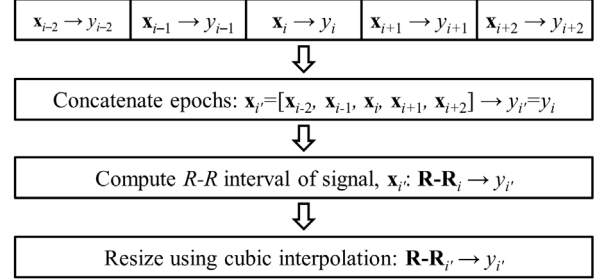 x_{i–2} → y_{i–2} x_{i–1} → y_{i–1} x_i → y_i x_{i+1} → y_{i+1} x_{i+2} → y_{i+2}
Concatenate epochs: x_{i'}=[x_{i-2}, x_{i-1}, x_i, x_{i+1}, x_{i+2}] → y_{i'}=y_i
Compute R-R interval of signal, x_{i'}: R-R_i → y_{i'}
Resize using cubic interpolation: R-R_{i'} → y_{i'}